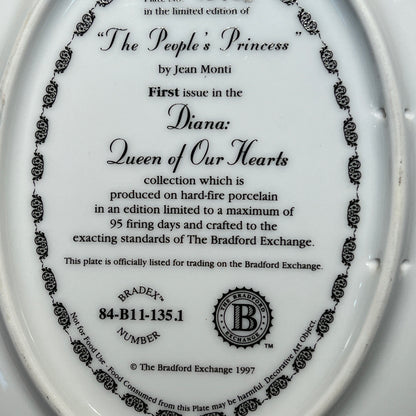 Plate No.
in the limited edition of
"The People's Princess"
by Jean Monti
First issue in the
Diana:
Queen of Our Hearts
collection which is
produced on hard-fire porcelain
in an edition limited to a maximum of
95 firing days and crafted to the
exacting standards of The Bradford Exchange.
This plate is officially listed for trading on the Bradford Exchange.
BRADEX™
84-B11-135.1
NUMBER
THE BRADFORD
B
EXCHANGE
™
Not for Food Use. Food Consumed from this Plate may be harmful. Decorative Art Object
© The Bradford Exchange 1997